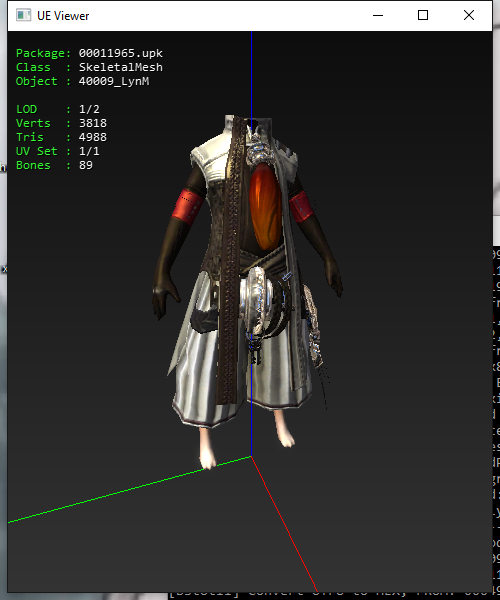 UE Viewer
Package: 00011965.upk
Class : SkeletalMesh
Object : 40009_LynM
LOD : 1/2
Verts : 3818
Tris : 4988
UV Set : 1/1
Bones : 89